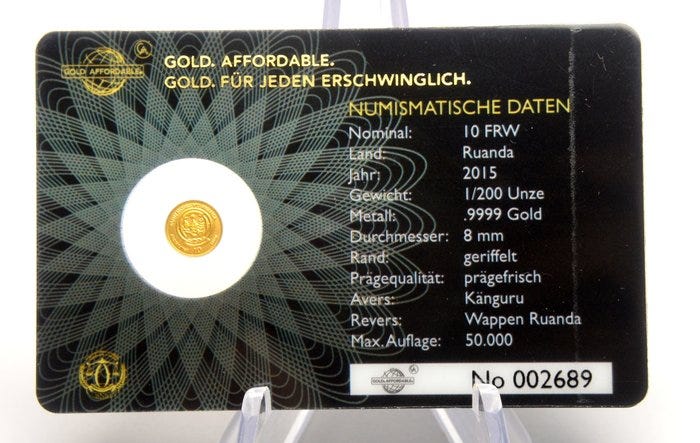 GOLD. AFFORDABLE.
GOLD. AFFORDABLE.
GOLD. FÜR JEDEN ERSCHWINGLICH.
NUMISMATISCHE DATEN
Nominal: 10 FRW
Land: Ruanda
Jahr: 2015
Gewicht: 1/200 Unze
Metall: .9999 Gold
Durchmesser: 8 mm
Rand: geriffelt
Prägequalität: prägefrisch
Avers: Känguru
Revers: Wappen Ruanda
Max.Auflage: 50.000
GOLD. AFFORDABLE.
No 002689